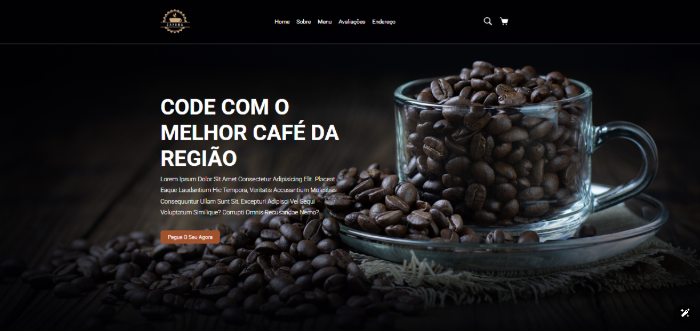 Home Sobre Menu Avaliações Endereço
CODE COM O
MELHOR CAFÉ DA
REGIÃO
Lorem Ipsum Dolor Sit Amet Consectetur Adipisicing Elit. Placeat
Eaque Laudantium Hic Tempora, Veritatis Accusantium Molestias
Consequuntur Ullam Sunt Sit, Excepturi Adipisci Vel Sequi
Voluptatum Similique? Corrupti Omnis Recusandae Nemo?
Pegue O Seu Agora